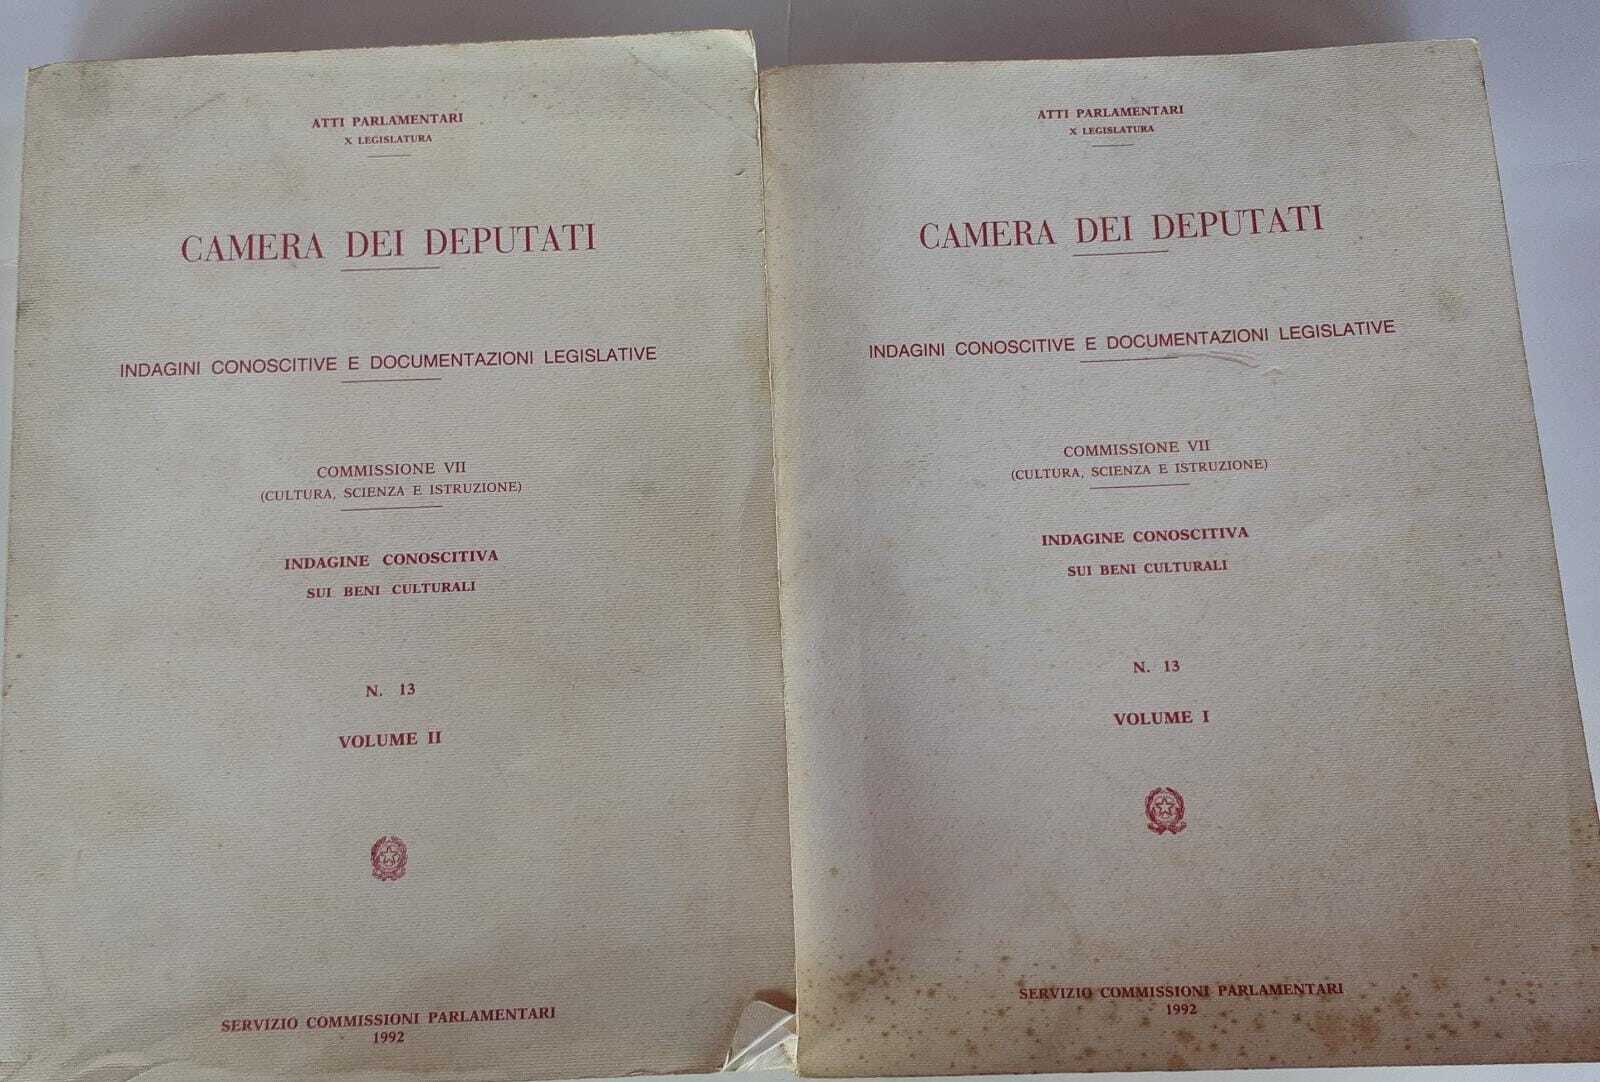 ATTI PARLAMENTARI
X LEGISLATURA
CAMERA DEI DEPUTATI
INDAGINI CONOSCITIVE E DOCUMENTAZIONI LEGISLATIVE
COMMISSIONE VII
(CULTURA, SCIENZA E ISTRUZIONE)
INDAGINE CONOSCITIVA
SUI BENI CULTURALI
N. 13
VOLUME II
SERVIZIO COMMISSIONI PARLAMENTARI
1992
ATTI PARLAMENTARI
X LEGISLATURA
CAMERA DEI DEPUTATI
INDAGINI CONOSCITIVE E DOCUMENTAZIONI LEGISLATIVE
COMMISSIONE VII
(CULTURA, SCIENZA E ISTRUZIONE)
INDAGINE CONOSCITIVA
SUI BENI CULTURALI
N. 13
VOLUME I
SERVIZIO COMMISSIONI PARLAMENTARI
1992